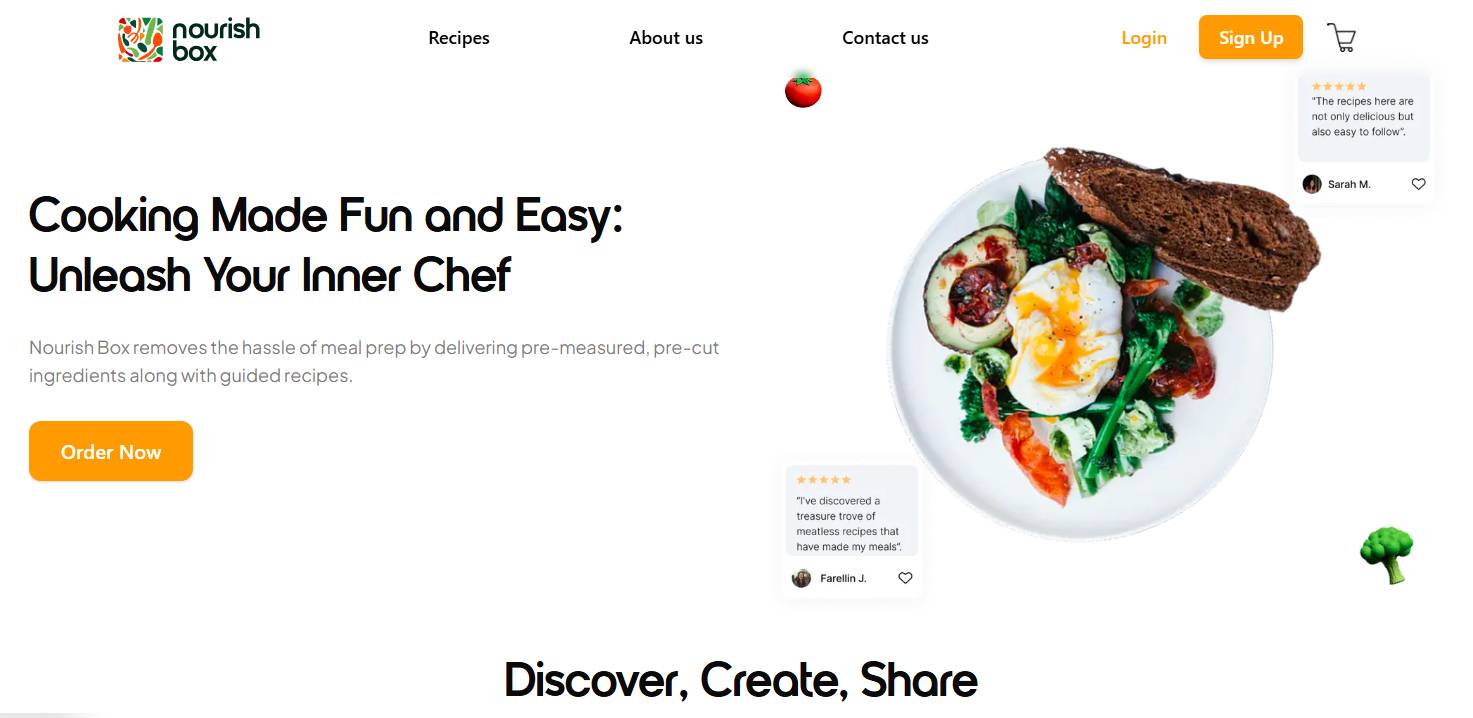 nourish
box
Recipes
About us
Contact us
Login
Sign Up
"The recipes here are
not only delicious but
also easy to follow".
Sarah M.
Cooking Made Fun and Easy:
Unleash Your Inner Chef
Nourish Box removes the hassle of meal prep by delivering pre-measured, pre-cut
ingredients along with guided recipes.
Order Now
"I've discovered a
treasure trove of
meatless recipes that
have made my meals".
Farellin J.
Discover, Create, Share